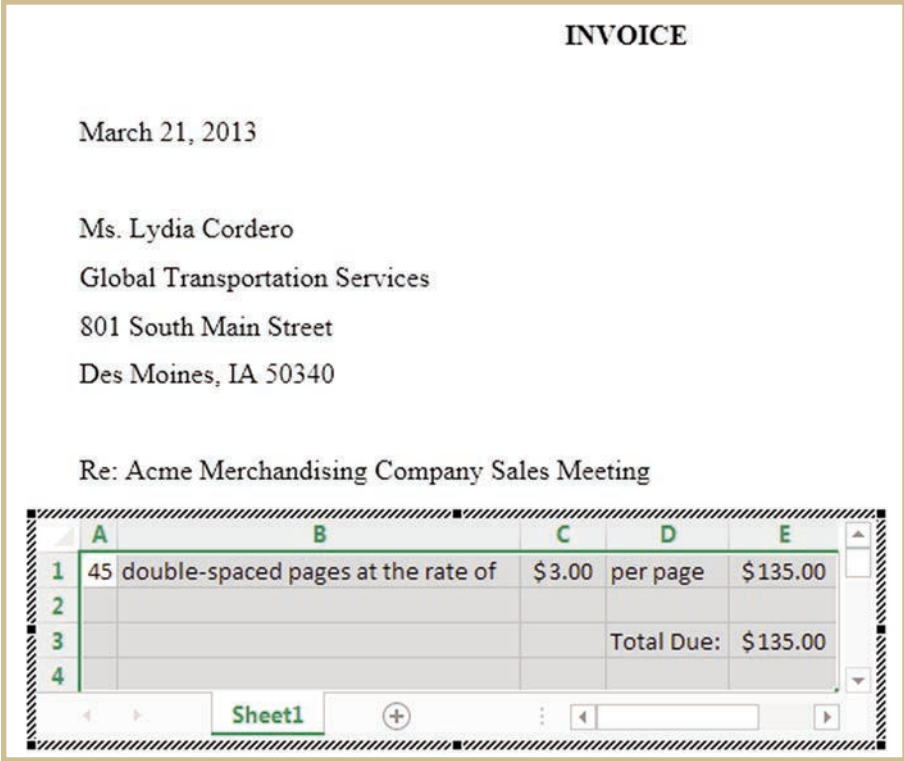 INVOICE
March 21, 2013
Ms. Lydia Cordero
Global Transportation Services
801 South Main Street
Des Moines, IA 50340
Re: Acme Merchandising Company Sales Meeting
A B C D E
1 45 double-spaced pages at the rate of $3.00 per page $135.00
2
3 Total Due: $135.00
4
Sheet1